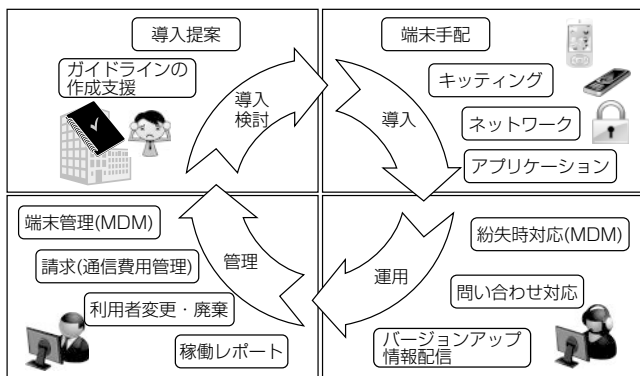 導入提案
ガイドラインの
作成支援
導入
検討
端末手配
キッティング
ネットワーク
アプリケーション
導入
端末管理(MDM)
請求(通信費用管理)
利用者変更・廃棄
稼働レポート
管理
運用
紛失時対応(MDM)
問い合わせ対応
バージョンアップ
情報配信